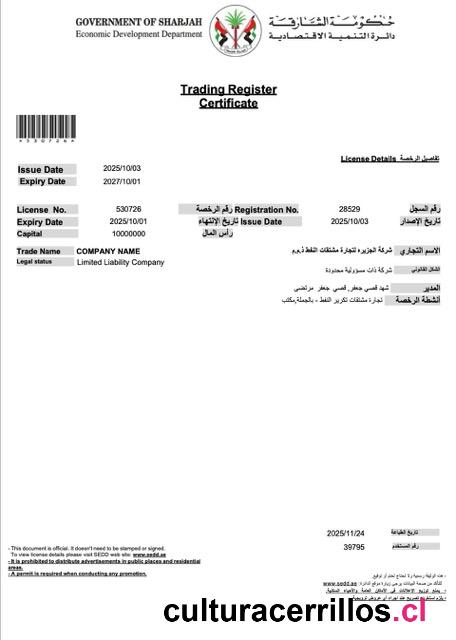 GOVERNMENT OF SHARJAH
Economic Development Department
حكومة الشارقة
دائرة التنمية الاقتصادية
SEDD
Trading Register
Certificate
*530726*
License Details تفاصيل الرخصة
Issue Date 2025/10/03
Expiry Date 2027/10/01
License No. 530726 رقم الرخصة Registration No. 28529 رقم السجل
Expiry Date 2025/10/01 تاريخ الإنتهاء Issue Date 2025/10/03 تاريخ الإصدار
Capital 10000000 رأس المال
Trade Name COMPANY NAME شركة الجزيره لتجارة مشتقات النفط ذ.م.م الاسم التجاري
Legal status Limited Liability Company شركة ذات مسؤولية محدودة الشكل القانوني
شهد قصي جعفر, قصي جعفر مرتضي المدير
تجارة مشتقات تكرير النفط - بالجملة,مكتب أنشطة الرخصة
2025/11/24 تاريخ الطباعة
39795 رقم المستخدم
- This document is official. It doesn't need to be stamped or signed.
To view license details please visit SEDD web site: www.sedd.ae
- It is prohibited to distribute advertisements in public places and residential
areas.
- A permit is required when conducting any promotion.
- هذه الوثيقة رسمية ولا تحتاج لختم أو توقيع.
للتأكد من صحة البيانات يرجى زيارة موقع الدائرة: www.sedd.ae
- يمنع توزيع الإعلانات في الأماكن العامة والأحياء السكنية.
- يلزم استخراج تصريح عند اجراء أي عروض ترويجية.
culturacerrillos.cl